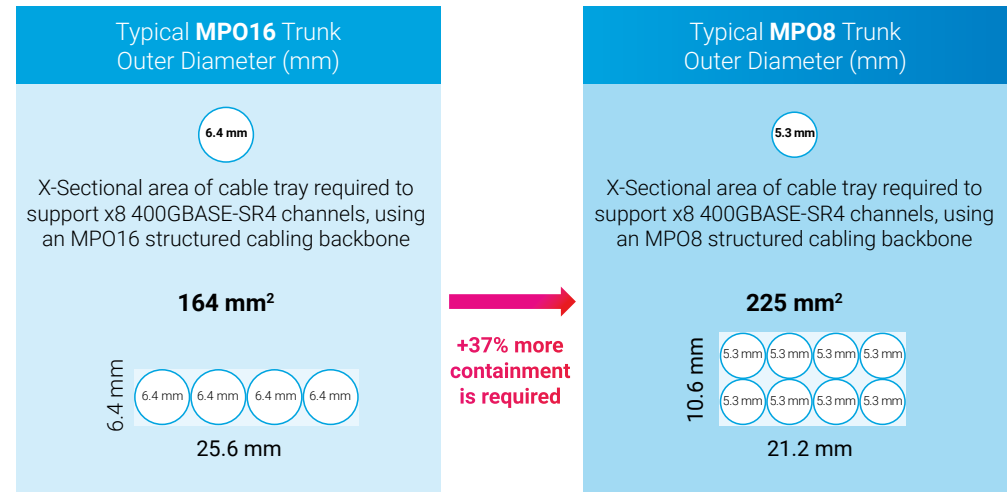 Typical MPO16 Trunk
Outer Diameter (mm)
6.4 mm
X-Sectional area of cable tray required to
support x8 400GBASE-SR4 channels, using
an MPO16 structured cabling backbone
164 mm²
6.4 mm
6.4 mm 6.4 mm 6.4 mm 6.4 mm
25.6 mm
+37% more
containment
is required
Typical MPO8 Trunk
Outer Diameter (mm)
5.3 mm
X-Sectional area of cable tray required to
support x8 400GBASE-SR4 channels, using
an MPO8 structured cabling backbone
225 mm²
10.6 mm
5.3 mm 5.3 mm 5.3 mm 5.3 mm
5.3 mm 5.3 mm 5.3 mm 5.3 mm
21.2 mm